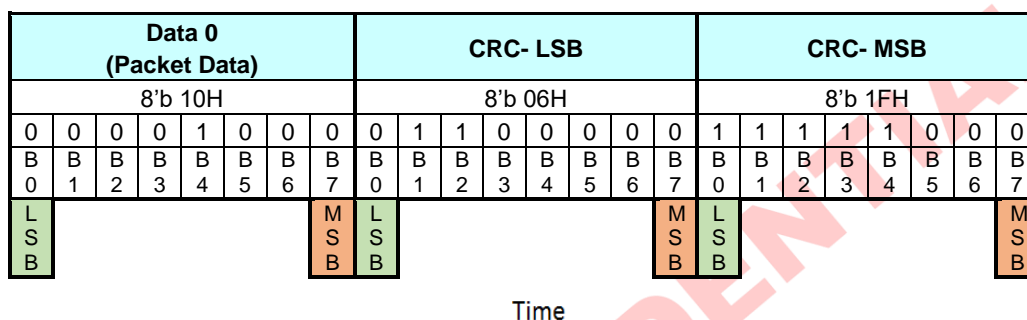 Data 0
(Packet Data)
CRC- LSB
CRC- MSB
8’b 10H
8’b 06H
8’b 1FH
0 0 0 0 1 0 0 0 0 1 1 0 0 0 0 0 1 1 1 1 1 0 0 0
B B B B B B B B B B B B B B B B B B B B B B B B
0 1 2 3 4 5 6 7 0 1 2 3 4 5 6 7 0 1 2 3 4 5 6 7
L M L M L M
S S S S S S
B B B B B B
Time
DENTIA